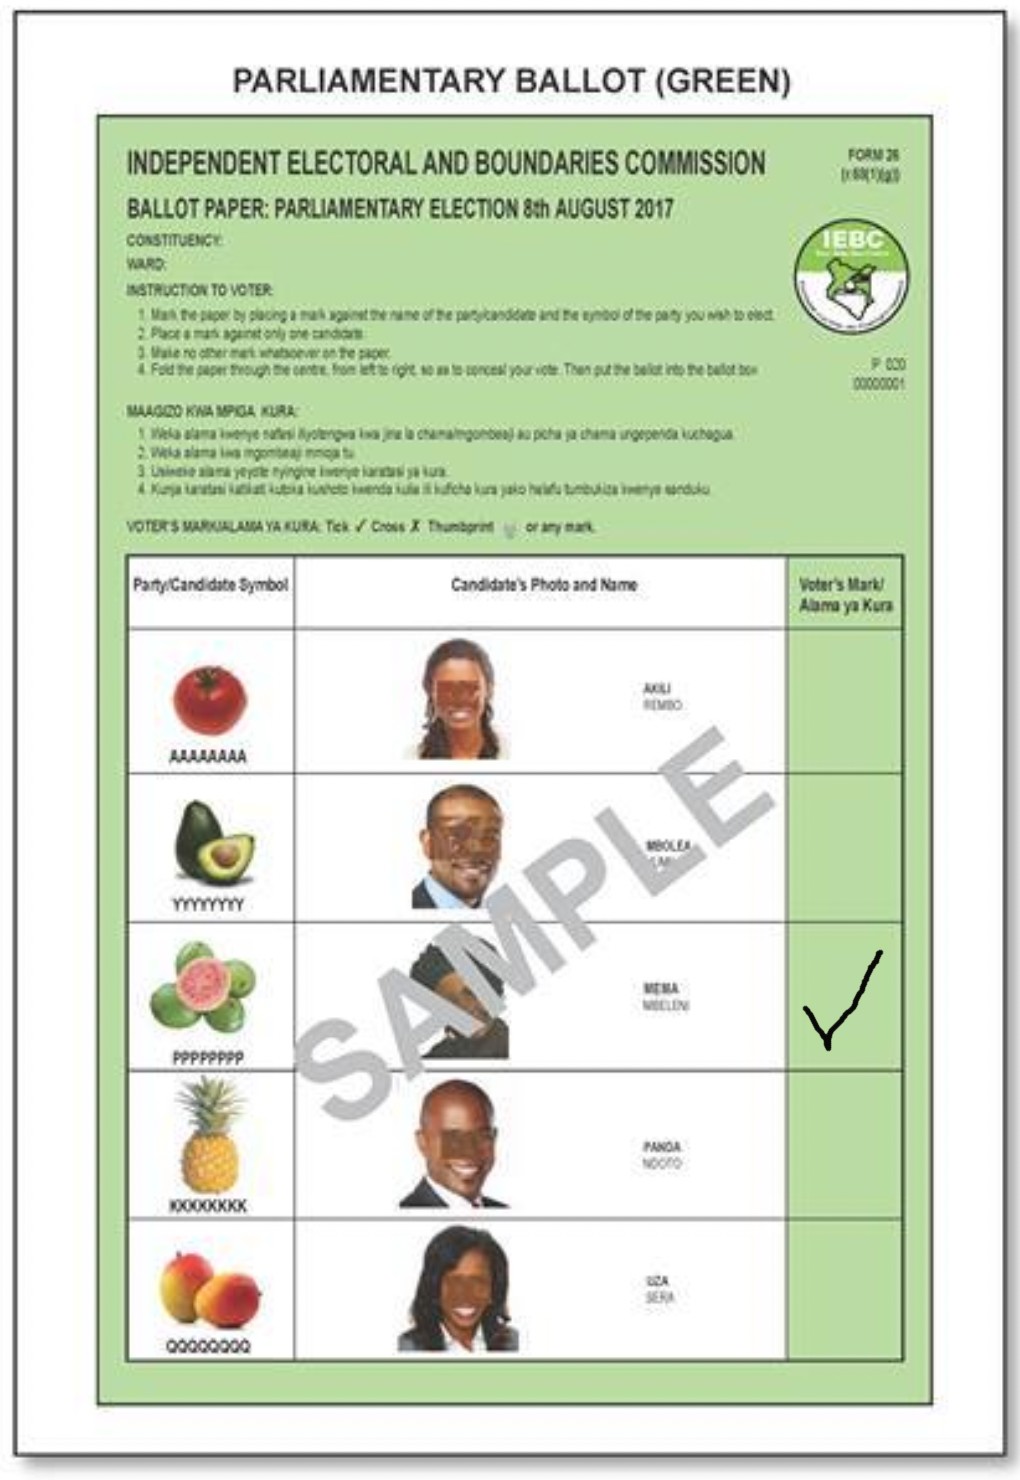 PARLIAMENTARY BALLOT (GREEN)
INDEPENDENT ELECTORAL AND BOUNDARIES COMMISSION
FORM 26
BALLOT PAPER: PARLIAMENTARY ELECTION 8th AUGUST 2017
CONSTITUENCY:
WARD:
IEBC
INSTRUCTION TO VOTER:
1. Mark the paper by placing a mark against the name of the party/candidate and the symbol of the party you wish to elect.
2. Place a mark against only one candidate.
3. Make no other mark whatsoever on the paper.
4. Fold the paper through the centre, from left to right, so as to conceal your vote. Then put the ballot into the ballot box
P 020
00000001
MAAGIZO KWA MPIGA KURA:
1. Weka alama kwenye nafasi iliyotengwa kwa jina la chama/mgombeaji au picha ya chama ungependa kuchagua.
2. Weka alama kwa mgombeaji mmoja tu.
3. Usiweke alama yeyote nyingine kwenye karatasi ya kura.
4. Kunja karatasi katikati kutoka kushoto kwenda kulia ili kuficha kura yako halafu tumbukiza kwenye sanduku.
VOTER'S MARK/ALAMA YA KURA: Tick ✓ Cross ✗ Thumbprint or any mark.
Party/Candidate Symbol
Candidate's Photo and Name
Voter's Mark/
Alama ya Kura
AAAAAAAA
AKILI
REMBO
YYYYYYYY
MBOLEA
PPPPPPPP
MEMA
MBELENI
KKKKKKKK
PANDA
NDOTO
QQQQQQQQ
UZA
SERA
SAMPLE